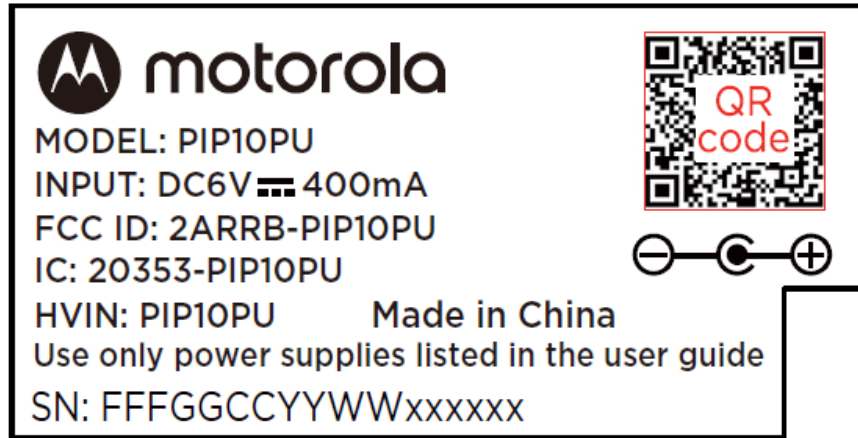 motorola
MODEL: PIP10PU
INPUT: DC6V ⎓ 400mA
FCC ID: 2ARRB-PIP10PU
IC: 20353-PIP10PU
HVIN: PIP10PU Made in China
Use only power supplies listed in the user guide
SN: FFFGGCCYYWWxxxxxx
QR
code